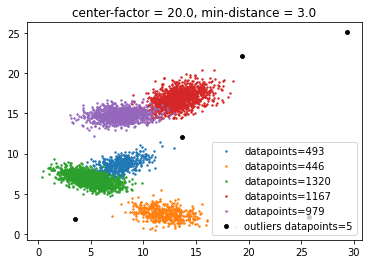 center-factor = 20.0, min-distance = 3.0
25
20
15
10
5
0
0
5
10
15
20
25
30
datapoints=493
datapoints=446
datapoints=1320
datapoints=1167
datapoints=979
outliers datapoints=5